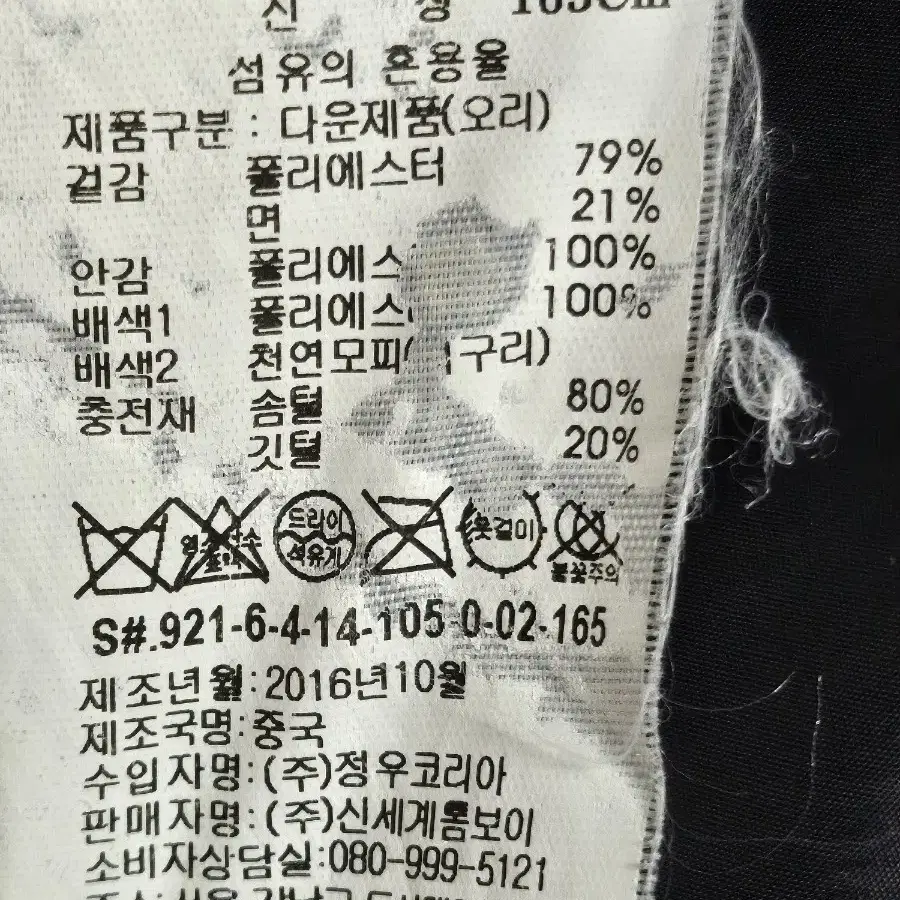 신 장 165cm
섬유의 혼용율
제품구분 : 다운제품(오리)
겉감 폴리에스터 79%
면 21%
안감 폴리에스 100%
배색1 폴리에스 100%
배색2 천연모피( 구리)
충전재 솜털 80%
깃털 20%
드라이 옷걸이
석유계 불꽃주의
S#.921-6-4-14-105-0-02-165
제조년월:2016년10월
제조국명:중국
수입자명:(주)정우코리아
판매자명:(주)신세계톰보이
소비자상담실:080-999-5121